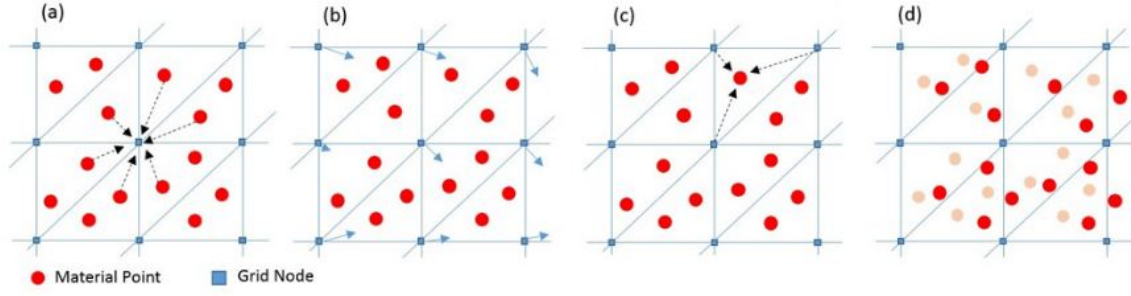 (a)
(b)
(c)
(d)
Material Point
Grid Node